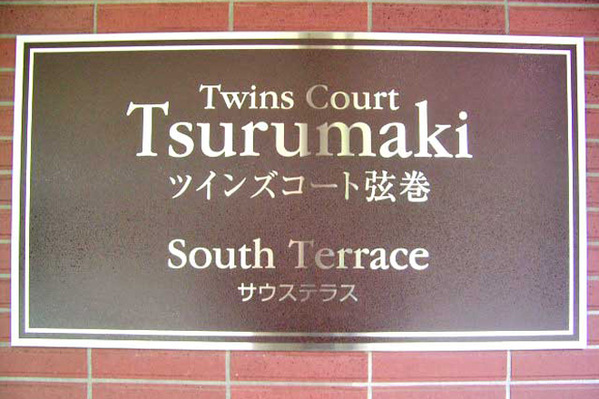 Twins Court
Tsurumaki
ツインズコート弦巻
South Terrace
サウステラス